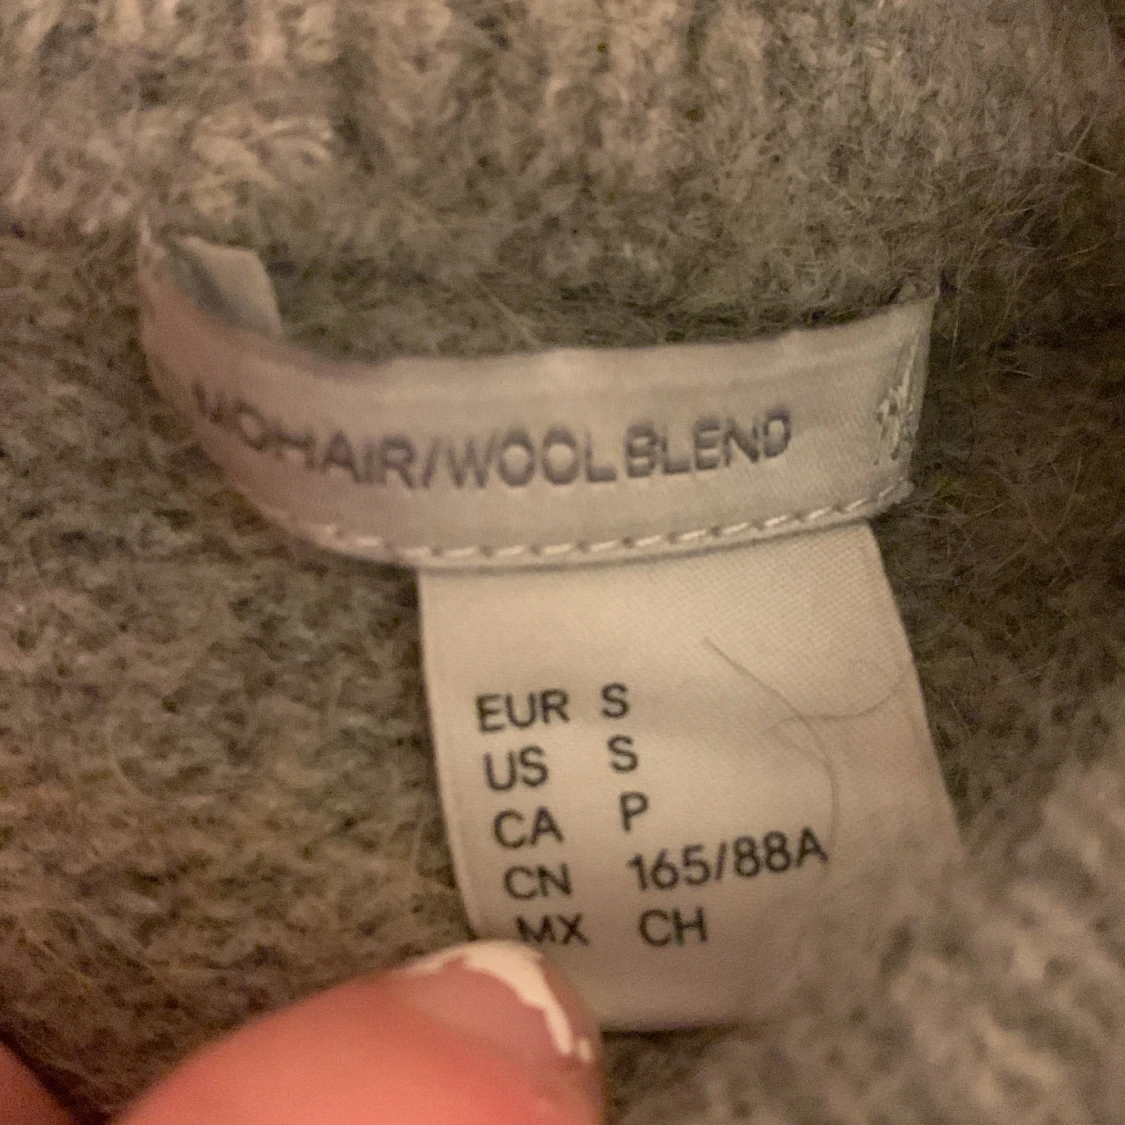 MOHAIR/WOOL BLEND
EUR S
US S
CA P
CN 165/88A
MX CH